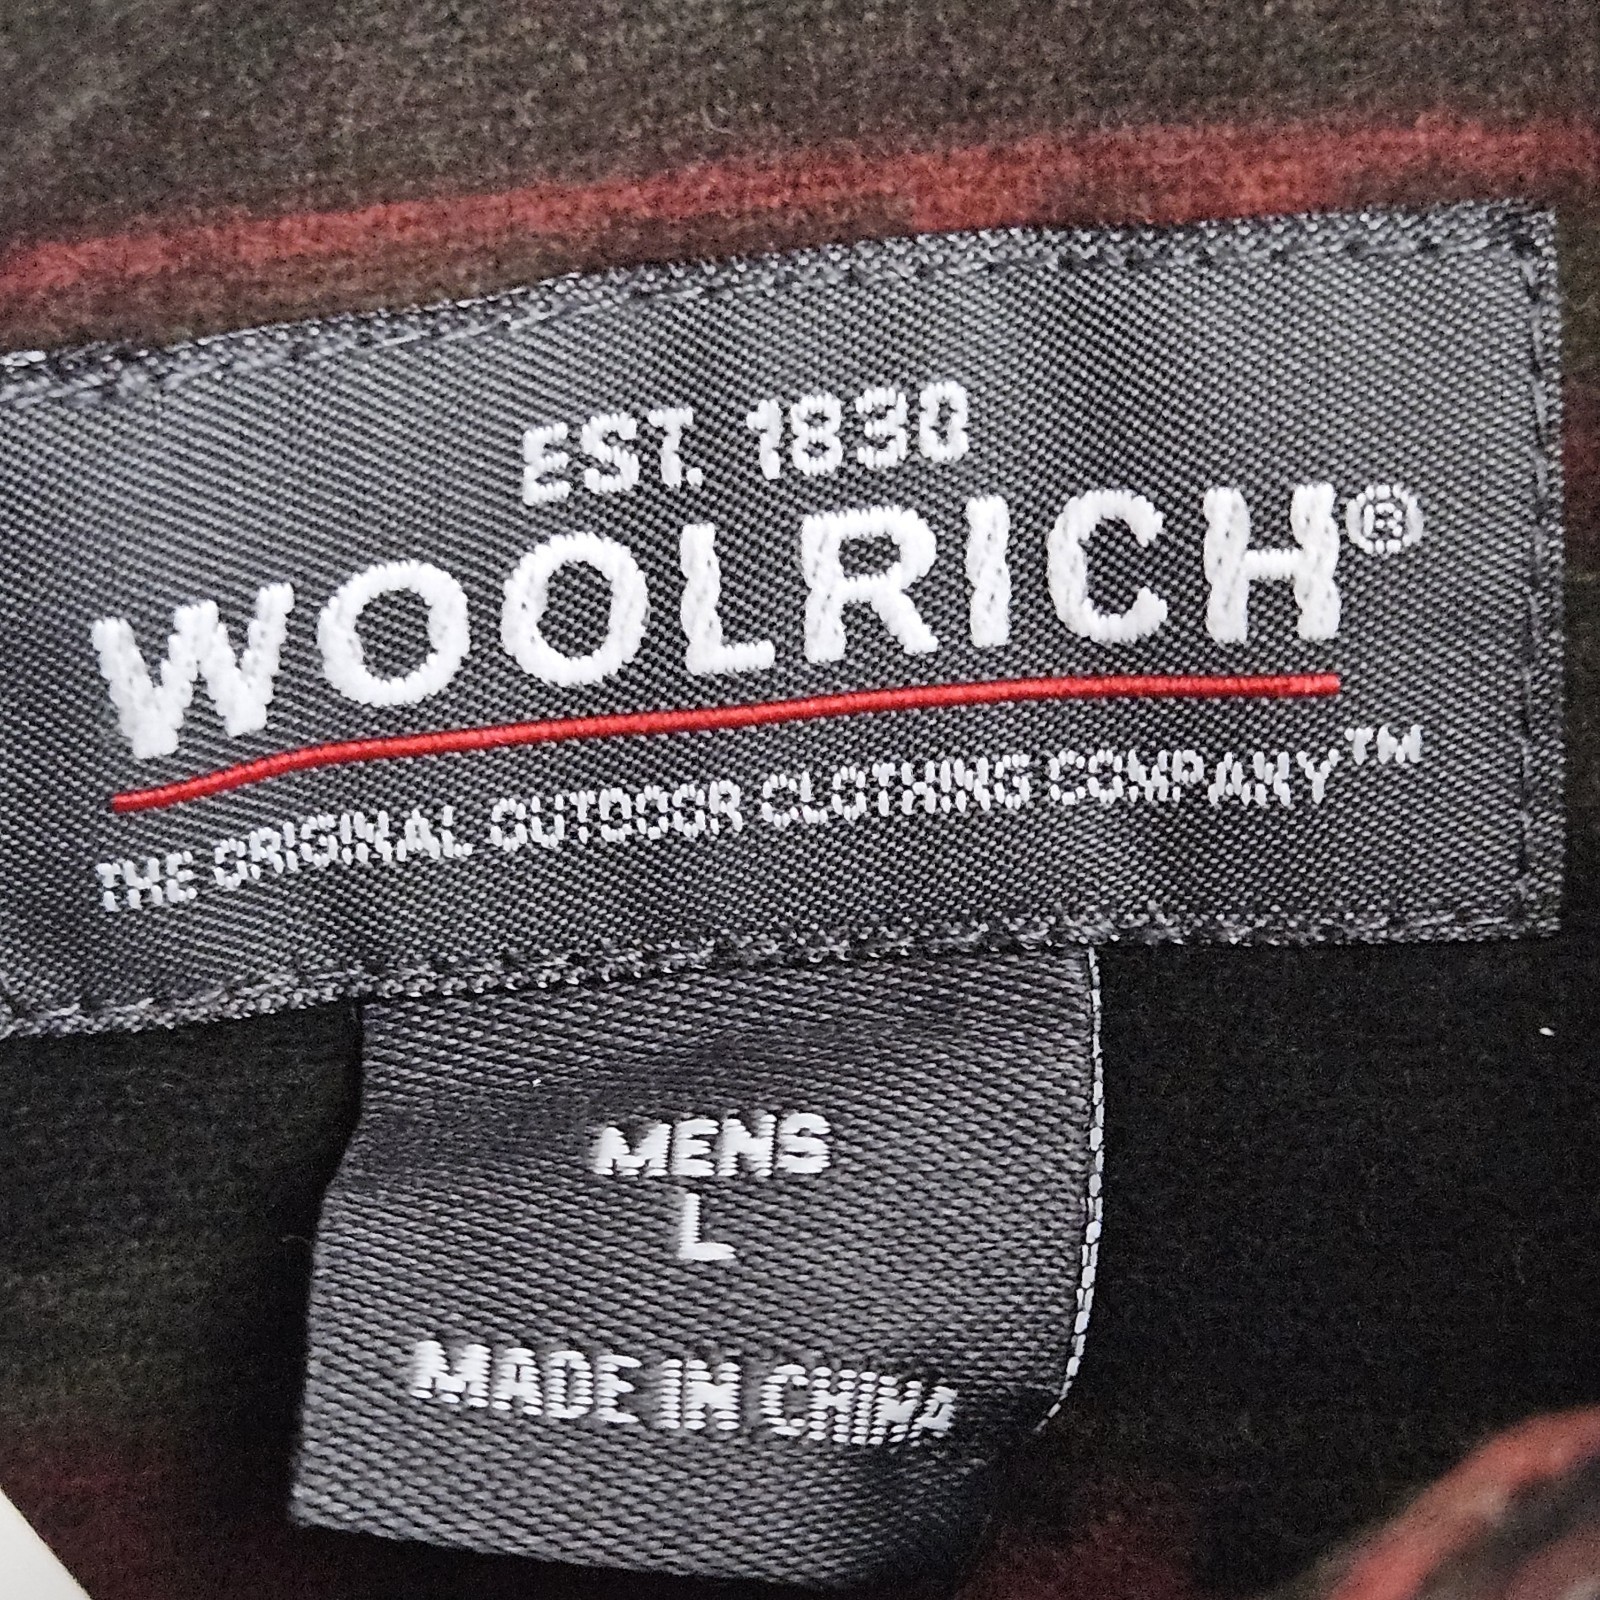 EST. 1830
WOOLRICH®
THE ORIGINAL OUTDOOR CLOTHING COMPANY™
MENS
L
MADE IN CHINA